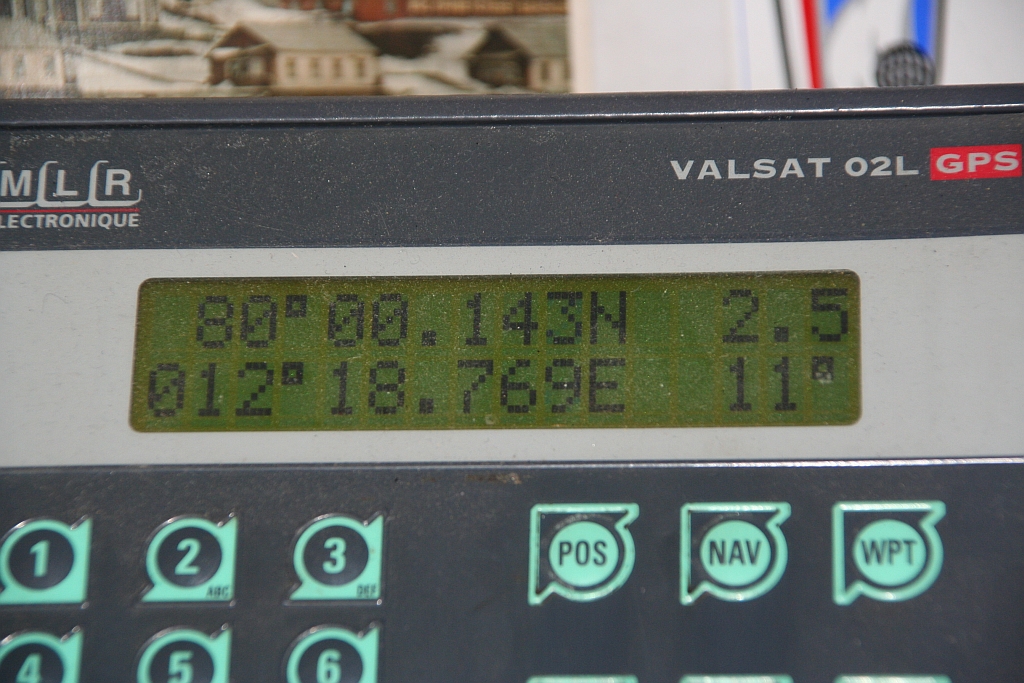 MLR
VALSAT 02L GPS
ELECTRONIQUE
80°00.143N 2.5
012°18.769E 11°
1 2 ABC 3 DEF POS NAV WPT
4 5 6